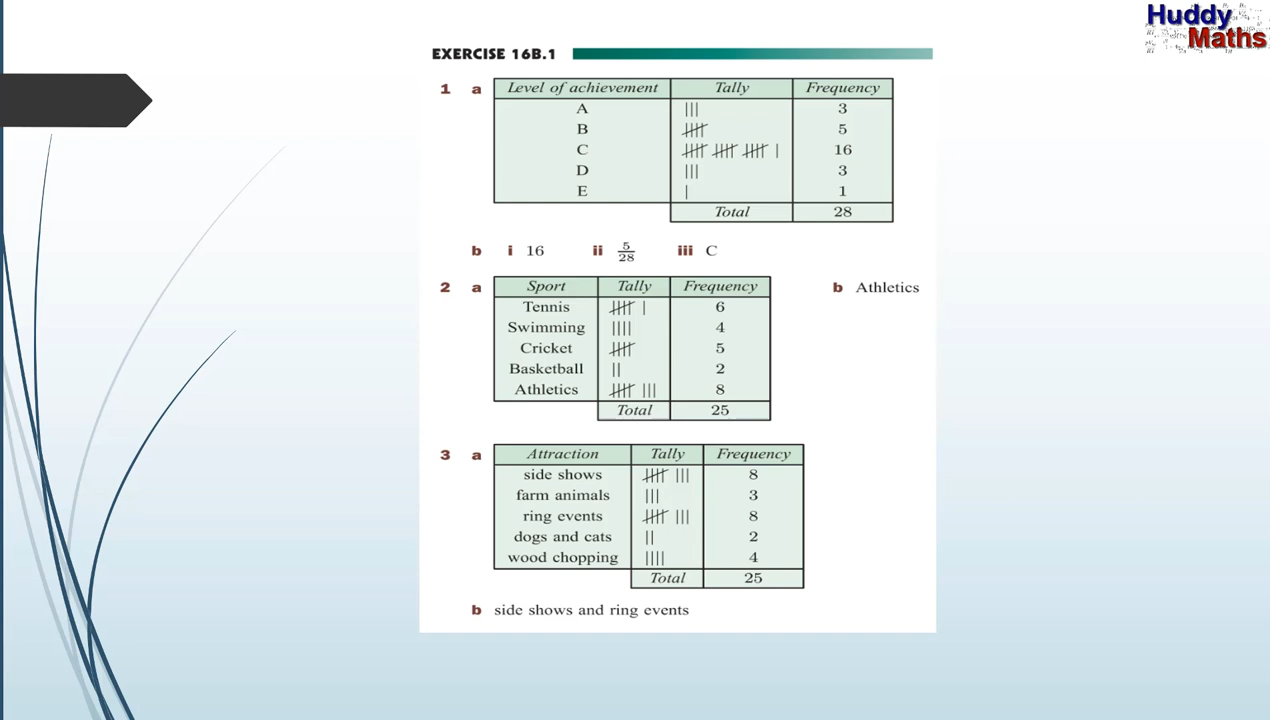 Huddy
Maths
EXERCISE 16B.1
1 a Level of achievement Tally Frequency
A 3
B 5
C 16
D 3
E 1
Total 28
b i 16 ii 5/28 iii C
2 a Sport Tally Frequency b Athletics
Tennis 6
Swimming 4
Cricket 5
Basketball 2
Athletics 8
Total 25
3 a Attraction Tally Frequency
side shows 8
farm animals 3
ring events 8
dogs and cats 2
wood chopping 4
Total 25
b side shows and ring events